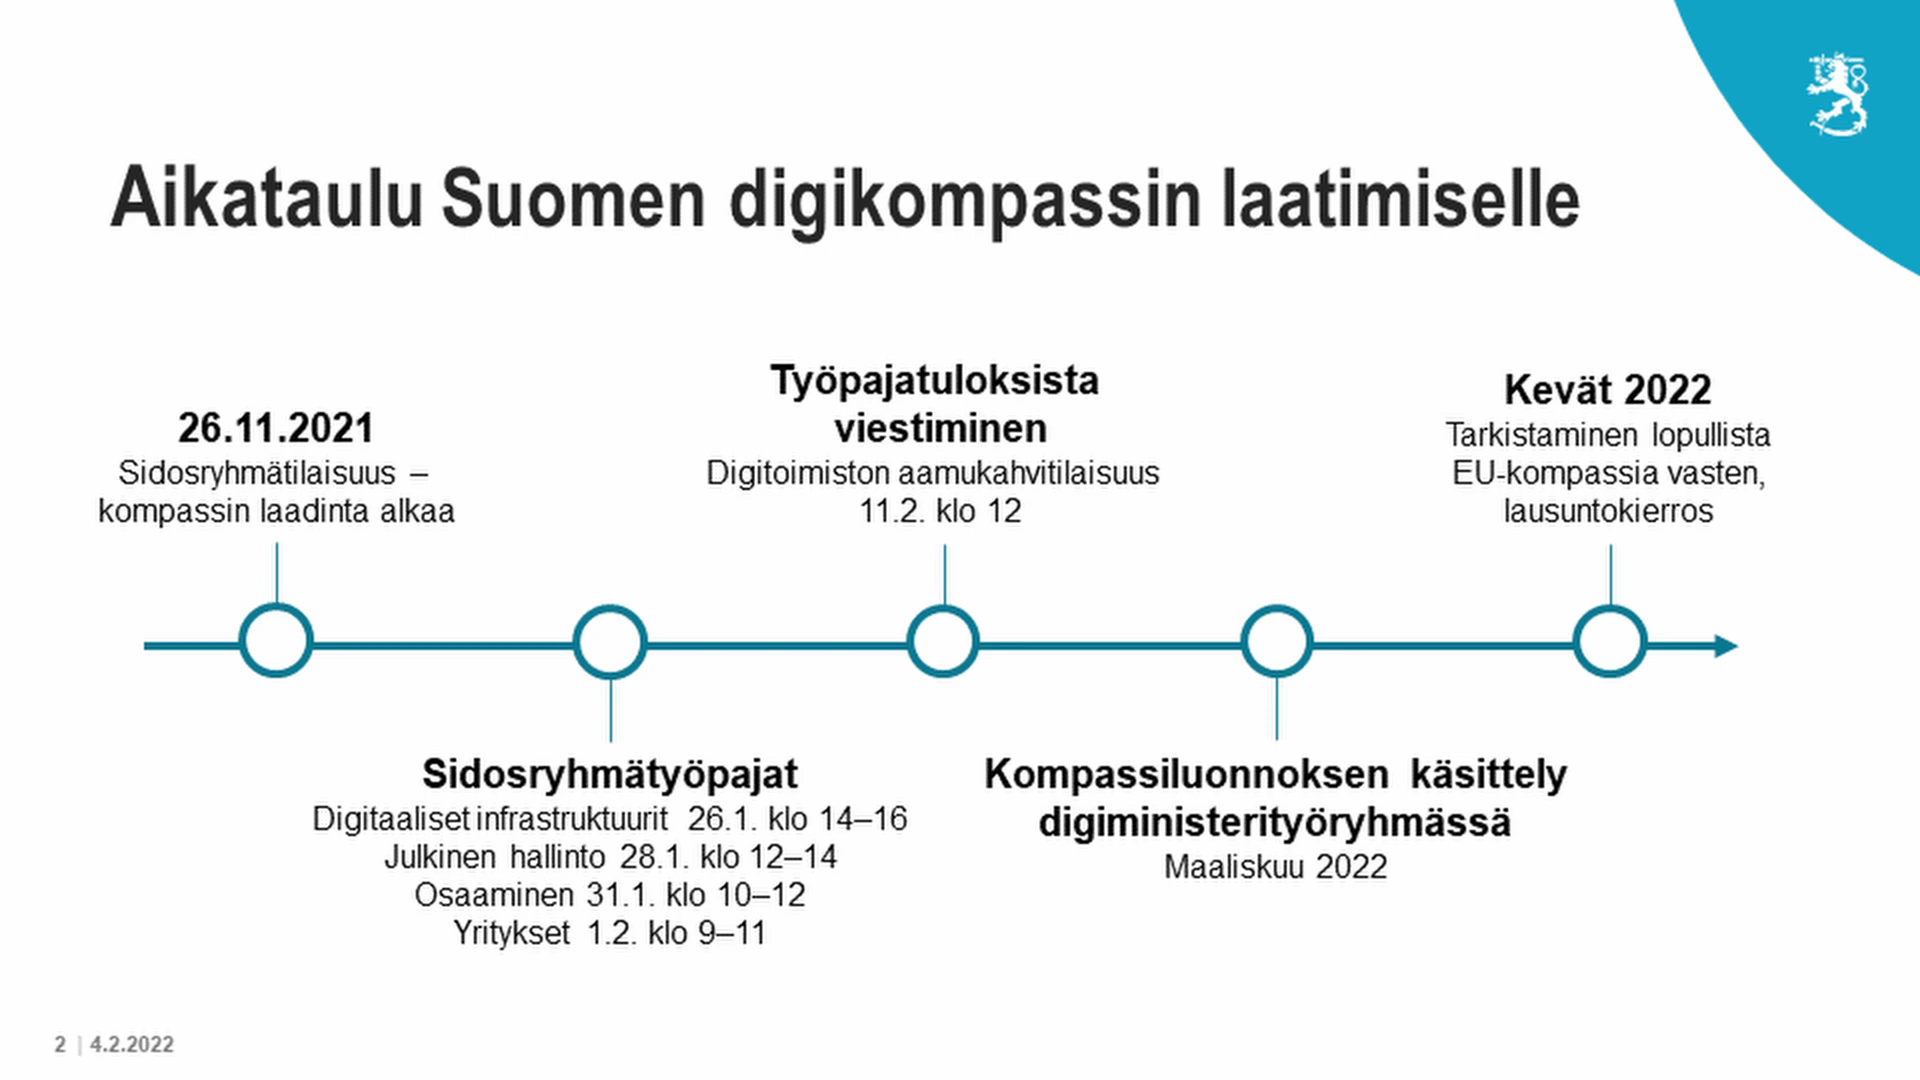 Aikataulu Suomen digikompassin laatimiselle
26.11.2021
Sidosryhmätilaisuus –
kompassin laadinta alkaa
Työpajatuloksista
viestiminen
Digitoimiston aamukahvitilaisuus
11.2. klo 12
Kevät 2022
Tarkistaminen lopullista
EU-kompassia vasten,
lausuntokierros
Sidosryhmätyöpajat
Digitaaliset infrastruktuurit 26.1. klo 14–16
Julkinen hallinto 28.1. klo 12–14
Osaaminen 31.1. klo 10–12
Yritykset 1.2. klo 9–11
Kompassiluonnoksen käsittely
digiministerityöryhmässä
Maaliskuu 2022
2 | 4.2.2022